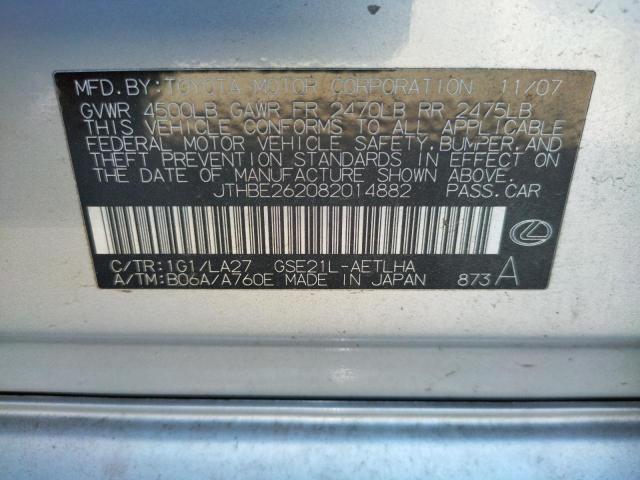 MFD. BY: TOYOTA MOTOR CORPORATION 11/07
GVWR 4500LB GAWR FR 2470LB RR 2475LB
THIS VEHICLE CONFORMS TO ALL APPLICABLE
FEDERAL MOTOR VEHICLE SAFETY, BUMPER, AND
THEFT PREVENTION STANDARDS IN EFFECT ON
THE DATE OF MANUFACTURE SHOWN ABOVE.
JTHBE262082014882 PASS. CAR
C/TR: 1G1/LA27 GSE21L-AETLHA
A/TM: B06A/A760E MADE IN JAPAN 873 A